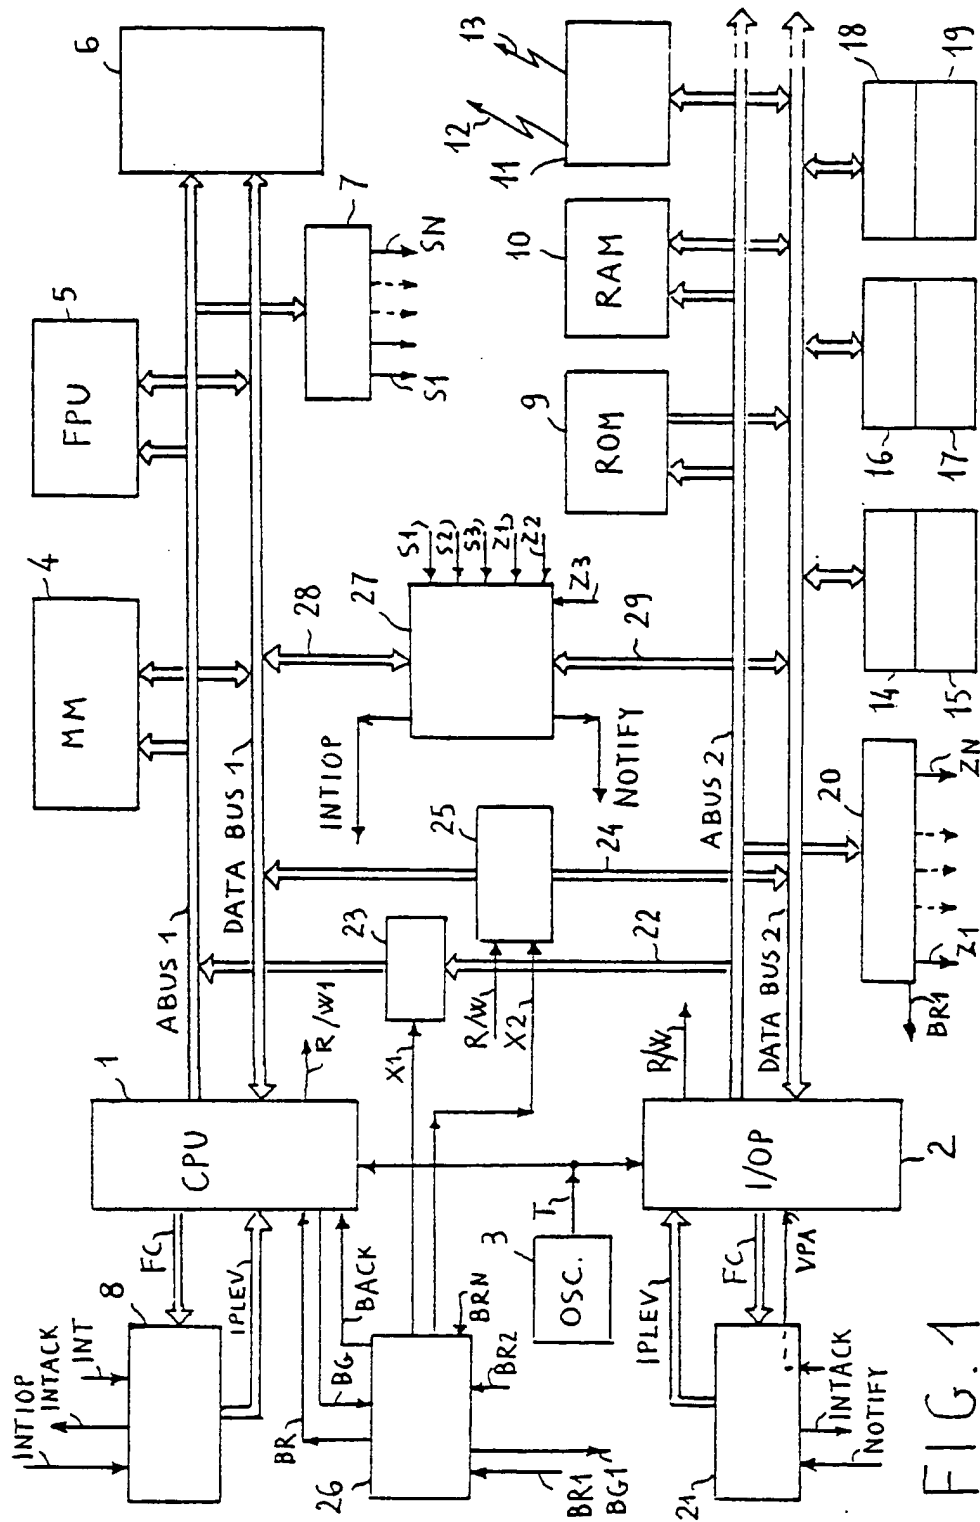 6
5
FPU
4
MM
7
SN
S1
ABUS 1
DATA BUS 1
1
CPU
R/W1
FC
8
IPLEV
INTIOP
INTACK
INT
BR
BG
BACK
26
BR1
BG1
BR2
BRN
X1
23
22
R/W
X2
25
24
INTIOP
NOTIFY
28
27
29
S1,
S2,
S3,
Z1,
Z2
Z3
3
OSC.
T
13
12
11
10
RAM
9
ROM
ABUS 2
DATA BUS 2
R/W
2
I/OP
IPLEV
FC
VPA
21
INTACK
NOTIFY
BR1
20
Z1
ZN
14
15
16
17
18
19
FIG. 1